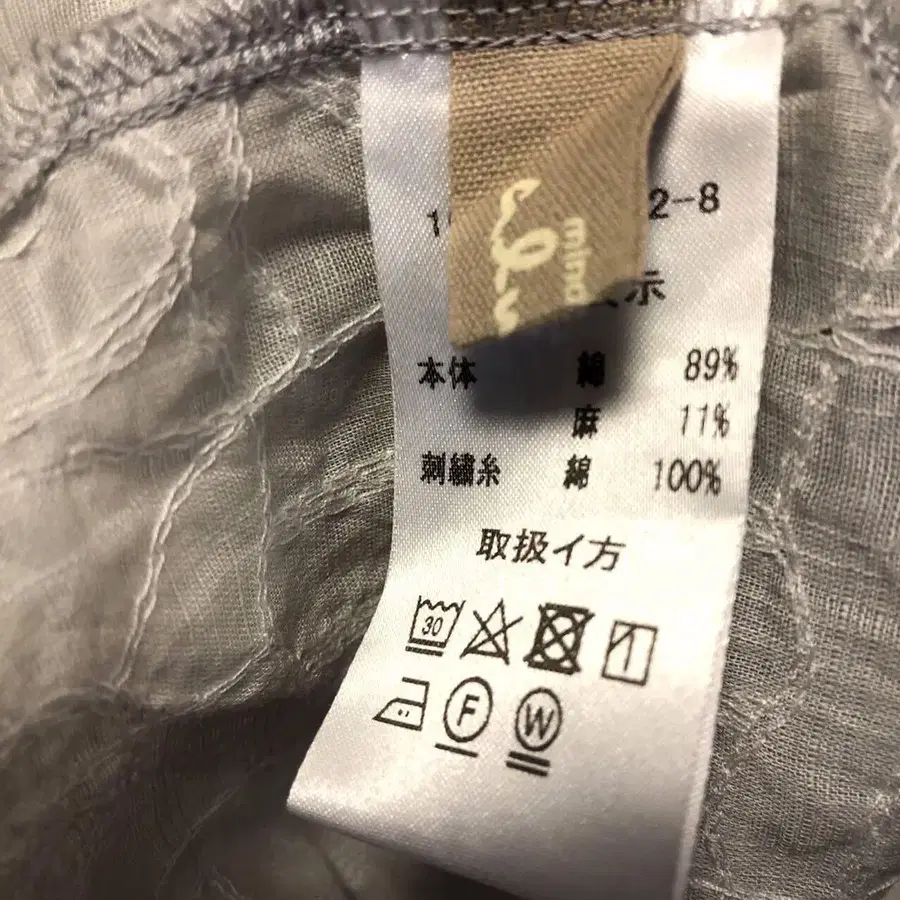 2-8
示
本体 綿 89%
麻 11%
刺繍糸 綿 100%
取扱イ方
30
F W